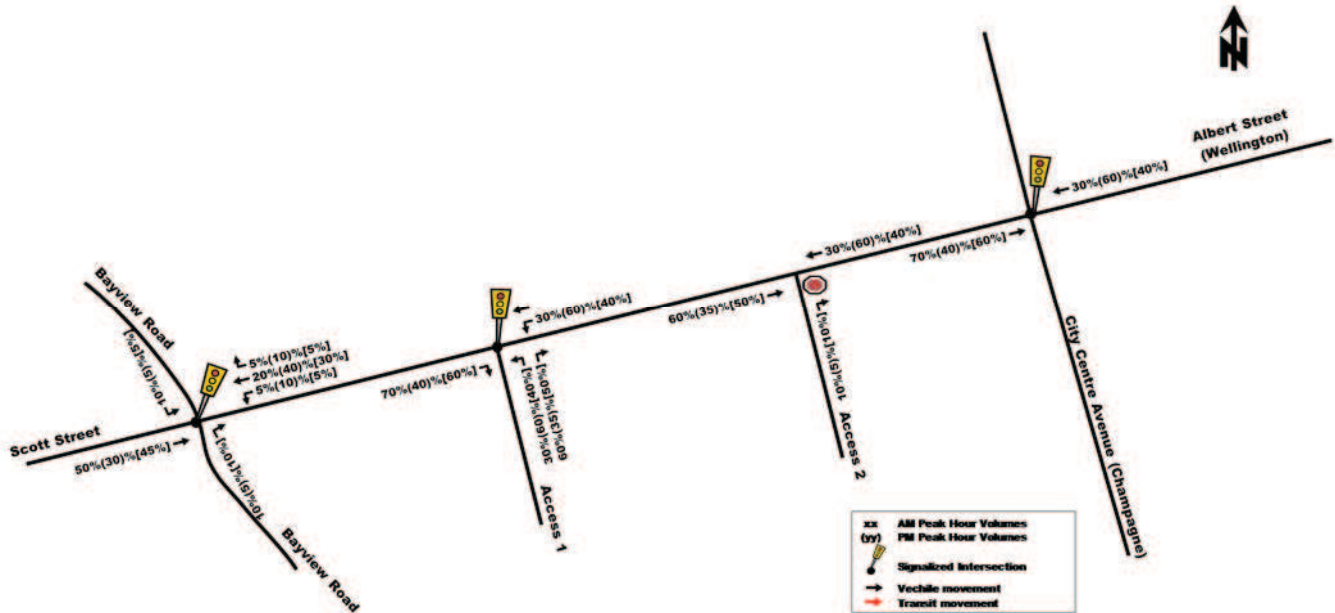 N
Albert Street
(Wellington)
30%(60)%[40%]
30%(60)%[40%]
70%(40)%[60%]
Bayview Road
10%(5)%[5%]
5%(10)%[5%]
20%(40)%[30%]
5%(10)%[5%]
30%(60)%[40%]
60%(35)%[50%]
70%(40)%[60%]
Scott Street
50%(30)%[45%]
10%(5)%[10%]
Bayview Road
30%(60)%[40%]
60%(35)%[50%]
Access 1
10%(5)%[10%]
Access 2
City Centre Avenue (Champagne)
xx AM Peak Hour Volumes
(yy) PM Peak Hour Volumes
Signalized Intersection
Vechile movement
Transit movement